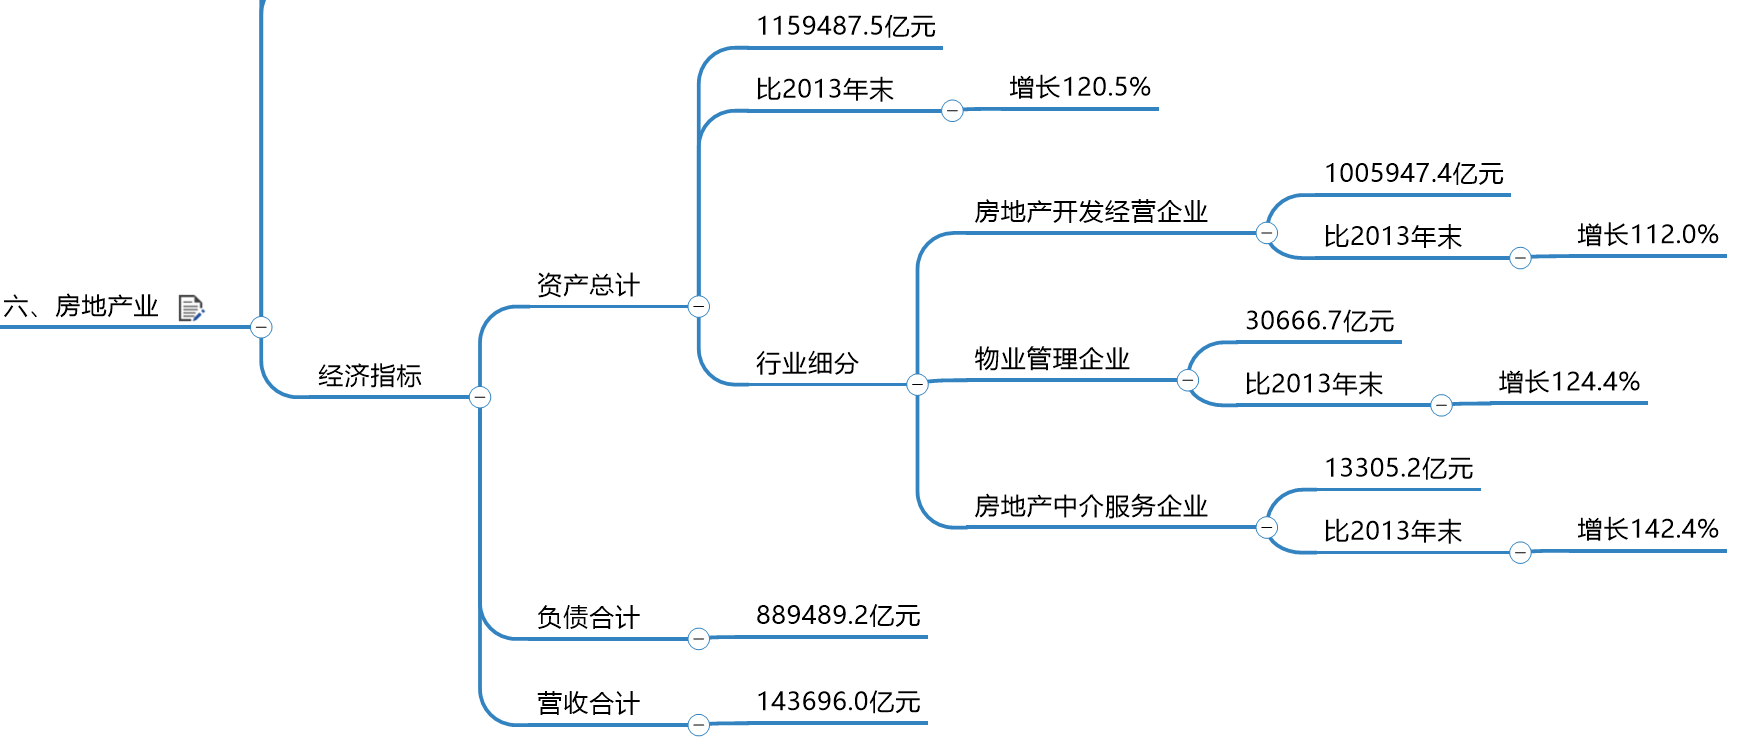 六、房地产业
经济指标
资产总计
1159487.5亿元
比2013年末
增长120.5%
行业细分
房地产开发经营企业
1005947.4亿元
比2013年末
增长112.0%
物业管理企业
30666.7亿元
比2013年末
增长124.4%
房地产中介服务企业
13305.2亿元
比2013年末
增长142.4%
负债合计
889489.2亿元
营收合计
143696.0亿元